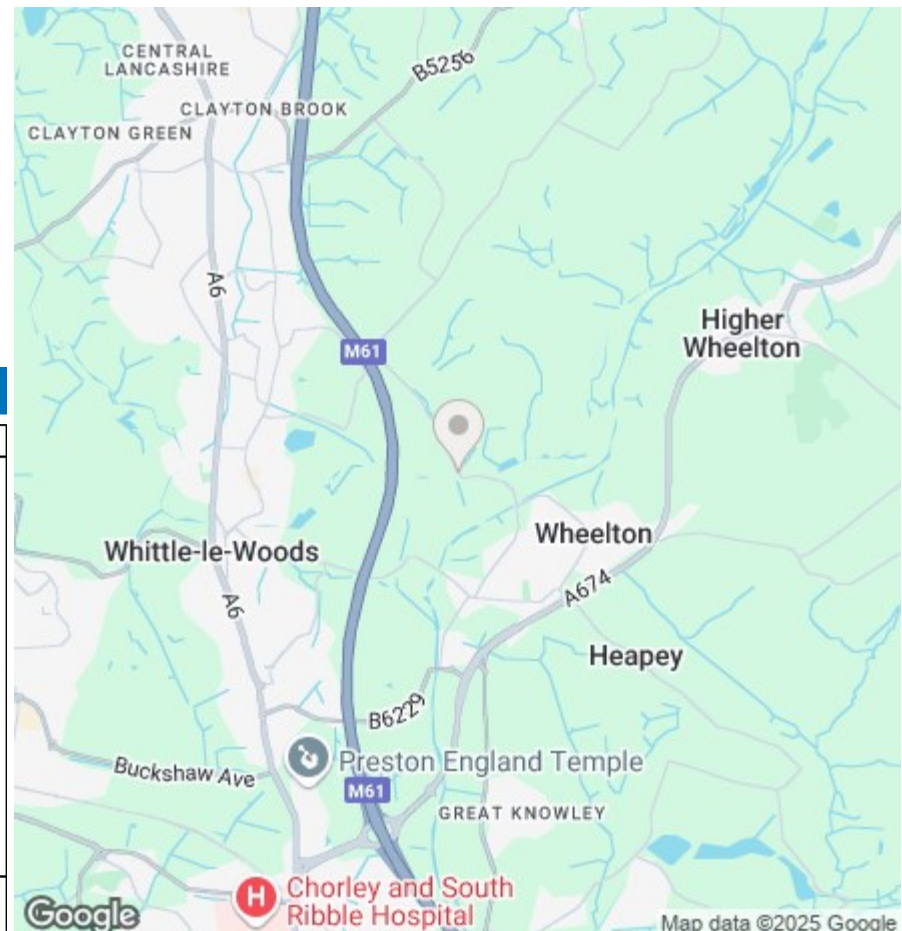 CENTRAL
LANCASHIRE
B5256
CLAYTON BROOK
CLAYTON GREEN
A6
Higher
Wheelton
M61
Wheelton
Whittle-le-Woods
A674
A6
Heapey
B6229
Preston England Temple
Buckshaw Ave
M61
GREAT KNOWLEY
H
Chorley and South
Ribble Hospital
Google
Map data ©2025 Google